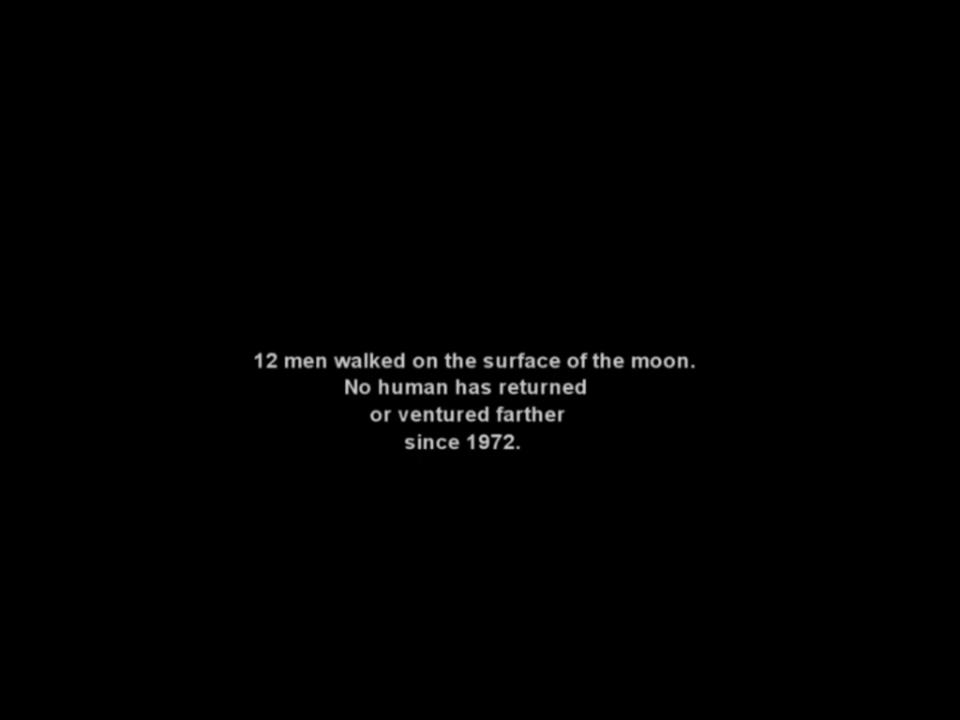 12 men walked on the surface of the moon.
No human has returned
or ventured farther
since 1972.